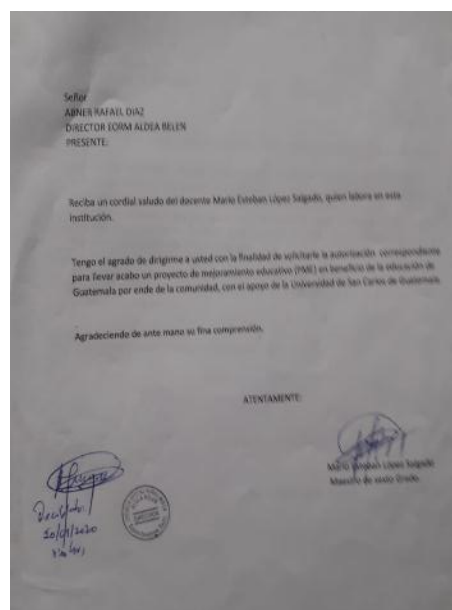 Señor
ABNER RAFAEL DIAZ
DIRECTOR EORM ALDEA BELEN
PRESENTE:
Reciba un cordial saludo del docente Mario Esteban López Salgado, quien labora en esta
institución.
Tengo el agrado de dirigirme a usted con la finalidad de solicitarle la autorización correspondiente
para llevar acabo un proyecto de mejoramiento educativo (PME) en beneficio de la educación de
Guatemala por ende de la comunidad, con el apoyo de la Universidad de San Carlos de Guatemala.
Agradeciendo de ante mano su fina comprensión.
ATENTAMENTE:
Mario Esteban López Salgado
Maestro de sexto Grado
Recibido